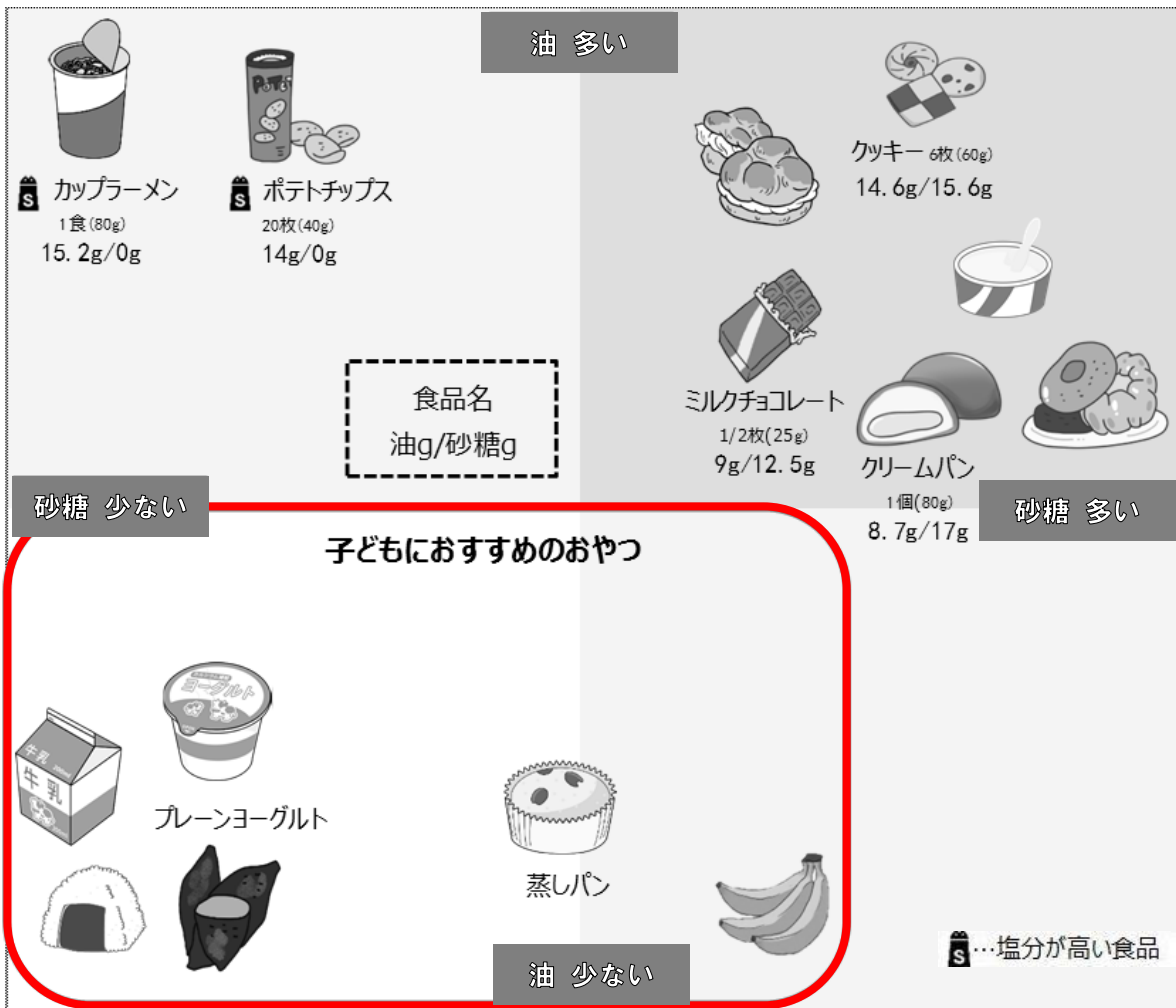 油 多い
カップラーメン
1食(80g)
15.2g/0g
POTATO
ポテトチップス
20枚(40g)
14g/0g
クッキー 6枚(60g)
14.6g/15.6g
ミルクチョコレート
1/2枚(25g)
9g/12.5g
クリームパン
1個(80g)
8.7g/17g
食品名
油g/砂糖g
砂糖 少ない
砂糖 多い
子どもにおすすめのおやつ
ヨーグルト
プレーンヨーグルト
牛乳
牛乳
蒸しパン
油 少ない
S…塩分が高い食品